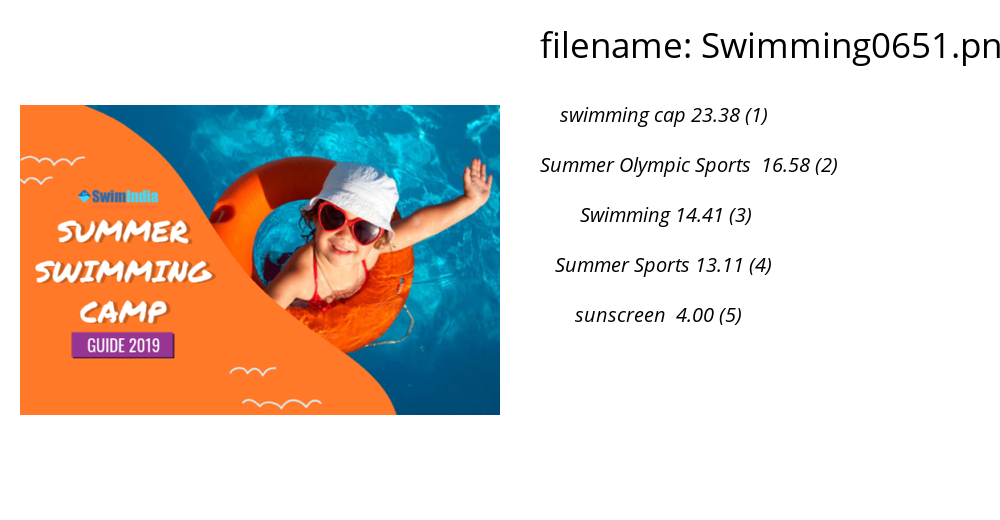 filename: Swimming0651.pn
swimming cap 23.38 (1)
Summer Olympic Sports 16.58 (2)
Swimming 14.41 (3)
Summer Sports 13.11 (4)
sunscreen 4.00 (5)
SwimIndia
SUMMER
SWIMMING
CAMP
GUIDE 2019